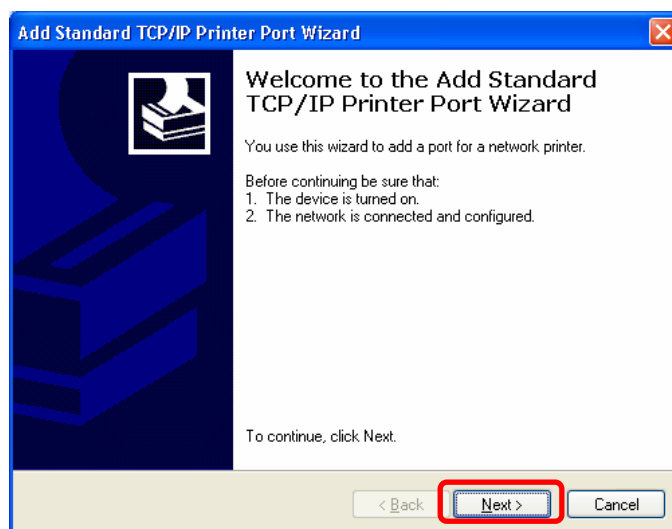 Add Standard TCP/IP Printer Port Wizard
Welcome to the Add Standard
TCP/IP Printer Port Wizard
You use this wizard to add a port for a network printer.
Before continuing be sure that:
1. The device is turned on.
2. The network is connected and configured.
To continue, click Next.
< Back Next > Cancel